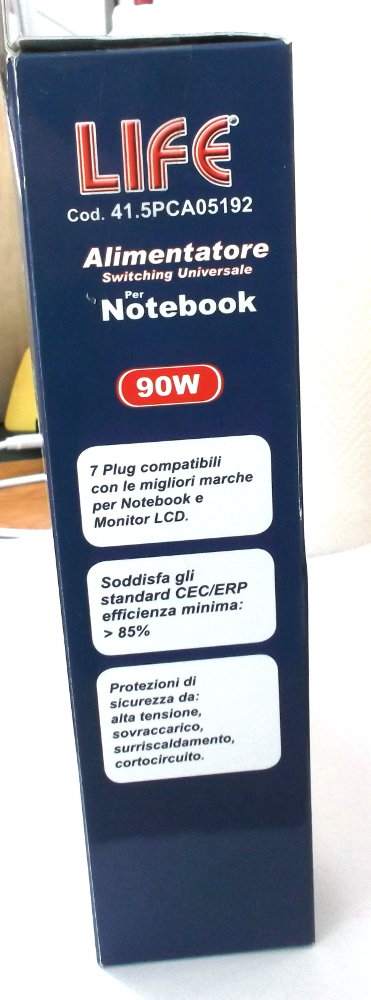 LIFE
Cod. 41.5PCA05192
Alimentatore
Switching Universale
Per
Notebook
90W
7 Plug compatibili
con le migliori marche
per Notebook e
Monitor LCD.
Soddisfa gli
standard CEC/ERP
efficienza minima:
> 85%
Protezioni di
sicurezza da:
alta tensione,
sovraccarico,
surriscaldamento,
cortocircuito.